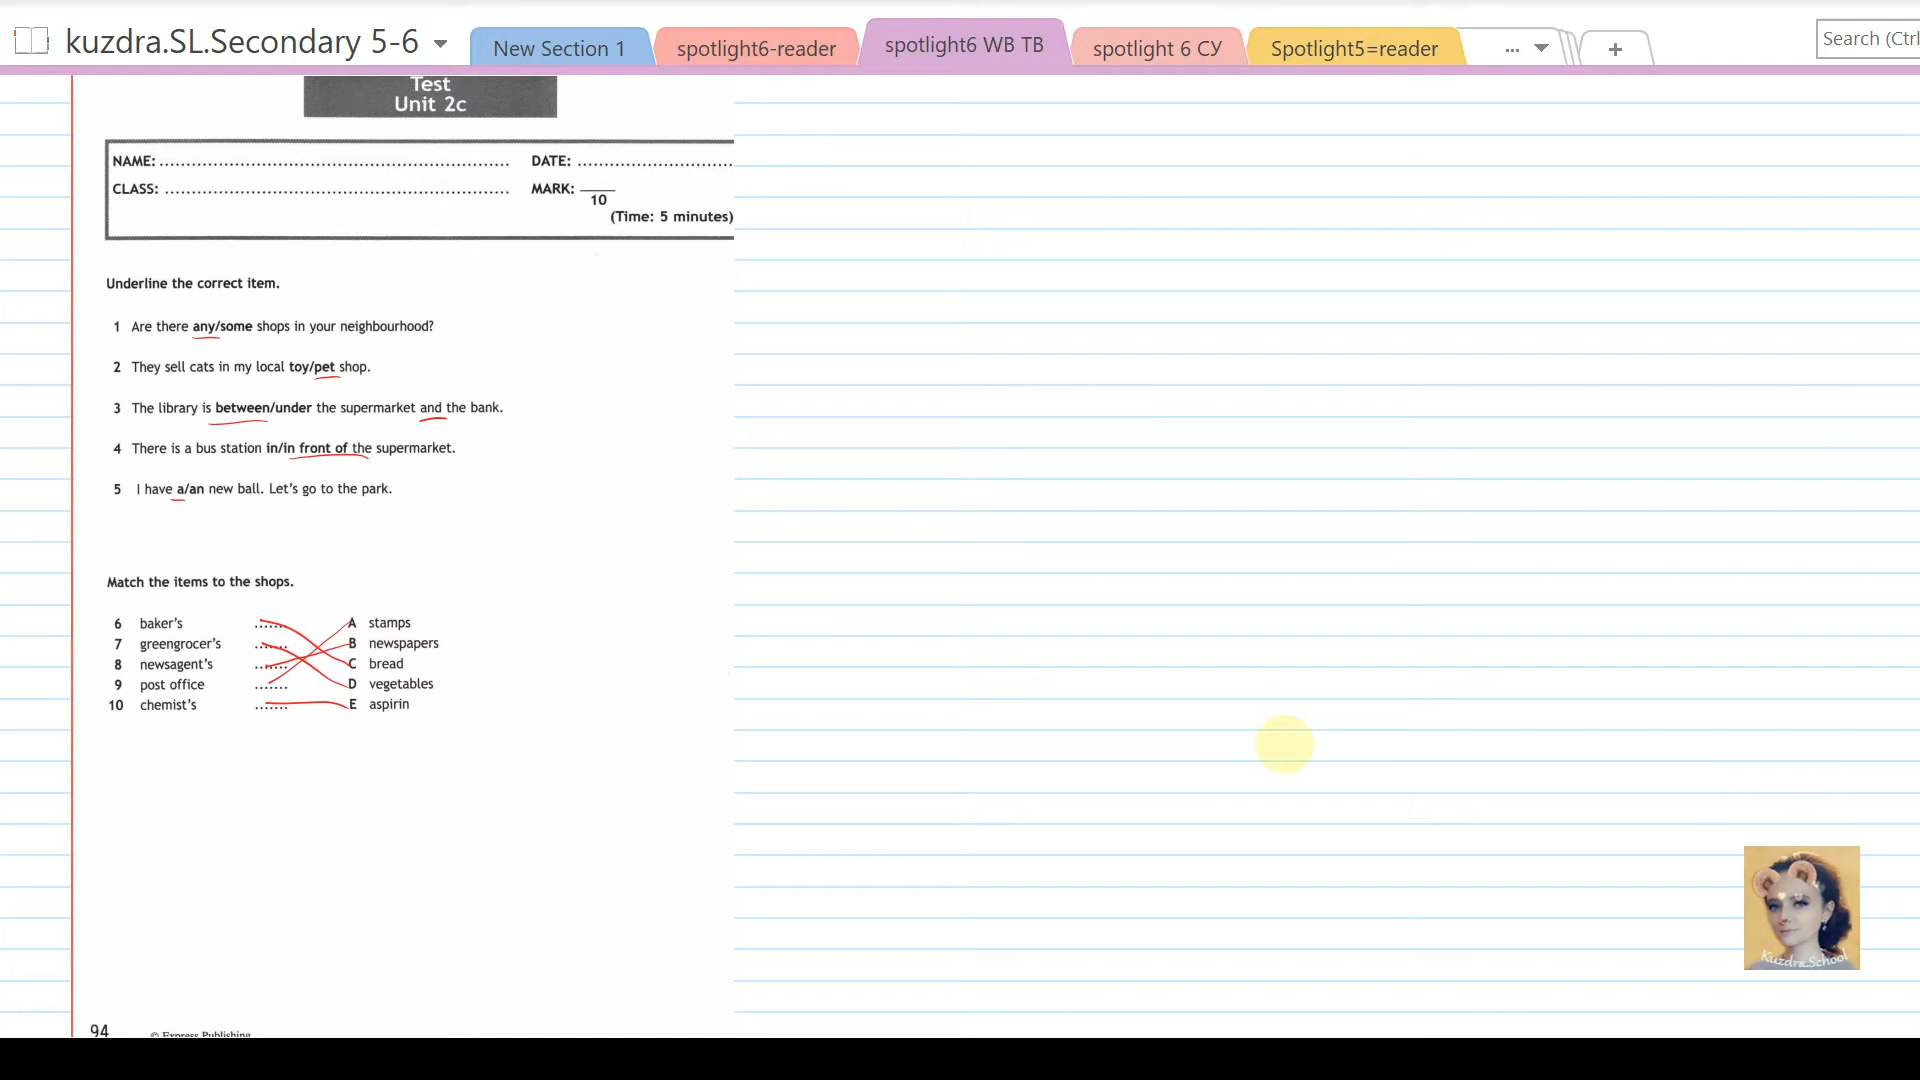 kuzdra.SL.Secondary 5-6
New Section 1
spotlight6-reader
spotlight6 WB TB
spotlight 6 СУ
Spotlight5=reader
...
+
Search (Ctrl
Test
Unit 2c
NAME: ........................................................ DATE: .........................
CLASS: ........................................................ MARK: ____
10
(Time: 5 minutes)
Underline the correct item.
1 Are there any/some shops in your neighbourhood?
2 They sell cats in my local toy/pet shop.
3 The library is between/under the supermarket and the bank.
4 There is a bus station in/in front of the supermarket.
5 I have a/an new ball. Let's go to the park.
Match the items to the shops.
6 baker's ....... A stamps
7 greengrocer's ....... B newspapers
8 newsagent's ....... C bread
9 post office ....... D vegetables
10 chemist's ....... E aspirin
Kuzdra.School
94 © Express Publishing